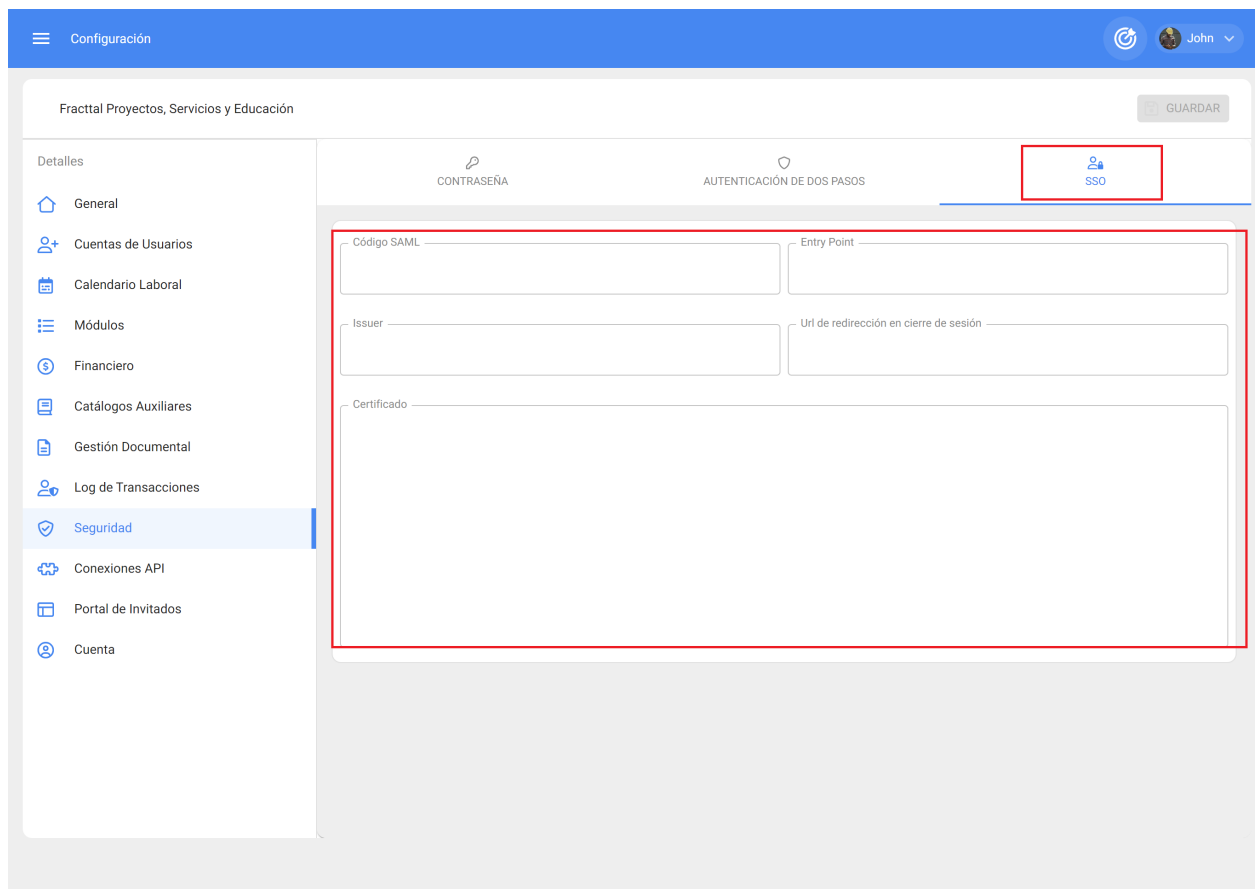 Configuración
John
Fracttal Proyectos, Servicios y Educación
GUARDAR
Detalles
General
Cuentas de Usuarios
Calendario Laboral
Módulos
Financiero
Catálogos Auxiliares
Gestión Documental
Log de Transacciones
Seguridad
Conexiones API
Portal de Invitados
Cuenta
CONTRASEÑA
AUTENTICACIÓN DE DOS PASOS
SSO
Código SAML
Entry Point
Issuer
Url de redirección en cierre de sesión
Certificado